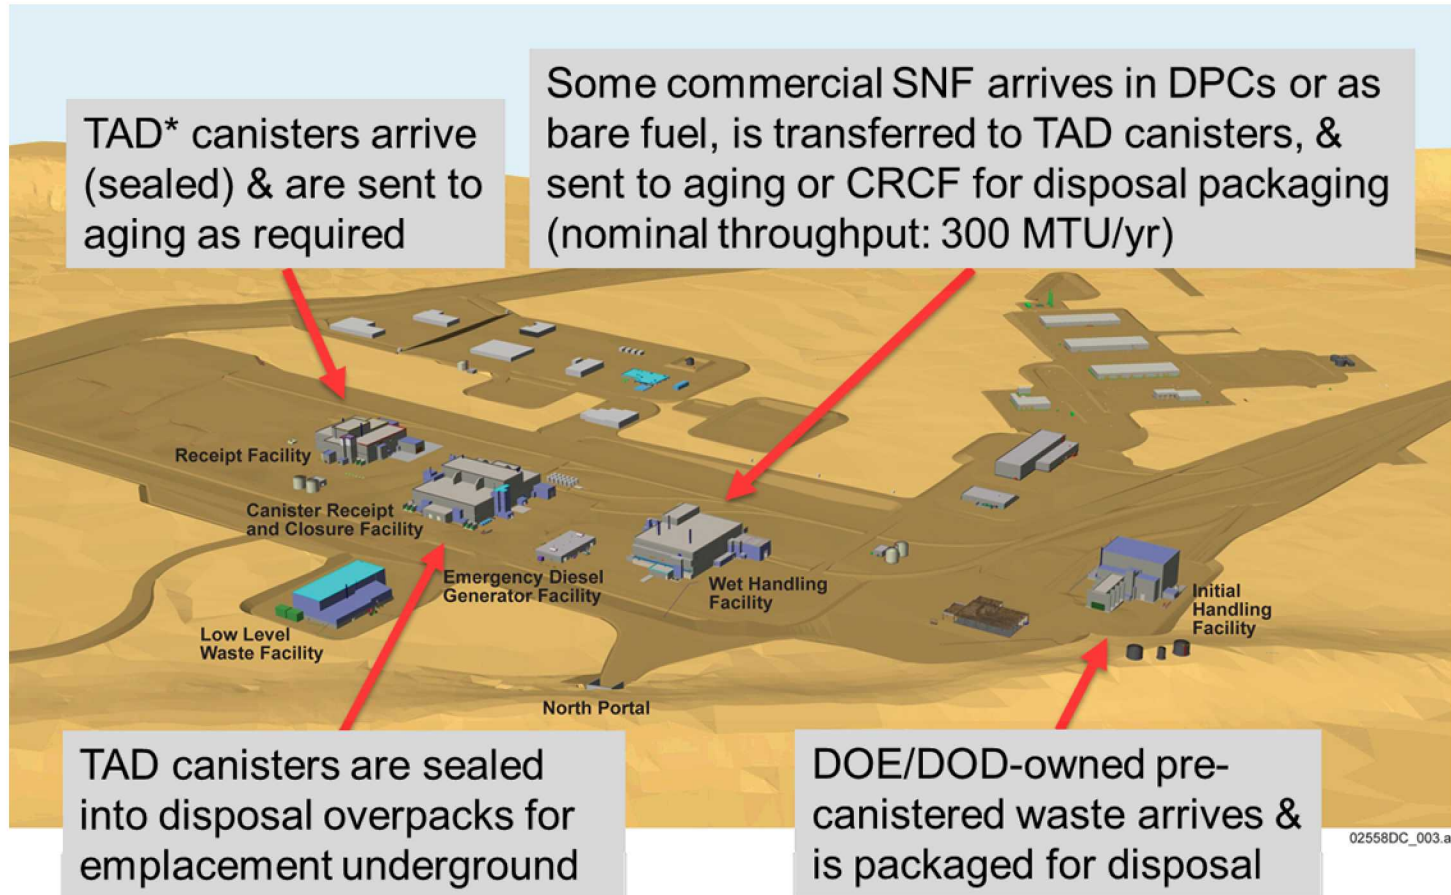 TAD* canisters arrive
(sealed) & are sent to
aging as required
Some commercial SNF arrives in DPCs or as
bare fuel, is transferred to TAD canisters, &
sent to aging or CRCF for disposal packaging
(nominal throughput: 300 MTU/yr)
Receipt Facility
Canister Receipt
and Closure Facility
Emergency Diesel
Generator Facility
Wet Handling
Facility
Initial
Handling
Facility
Low Level
Waste Facility
North Portal
TAD canisters are sealed
into disposal overpacks for
emplacement underground
DOE/DOD-owned pre-
canistered waste arrives &
is packaged for disposal
02558DC_003.a